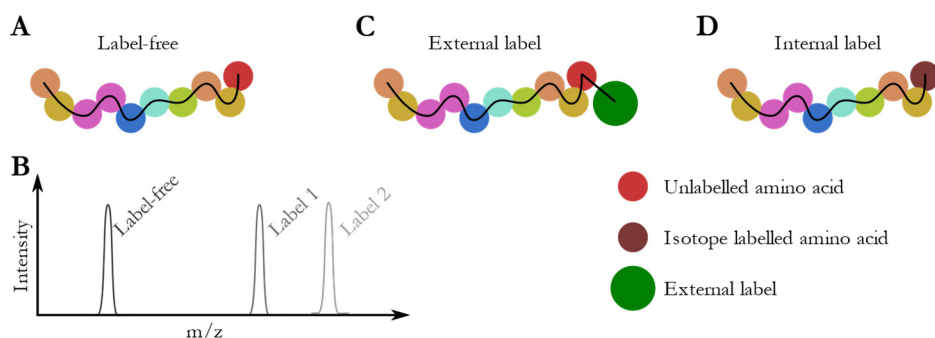 A
Label-free
C
External label
D
Internal label
B
Intensity
Label-free
Label 1
Label 2
m/z
Unlabelled amino acid
Isotope labelled amino acid
External label